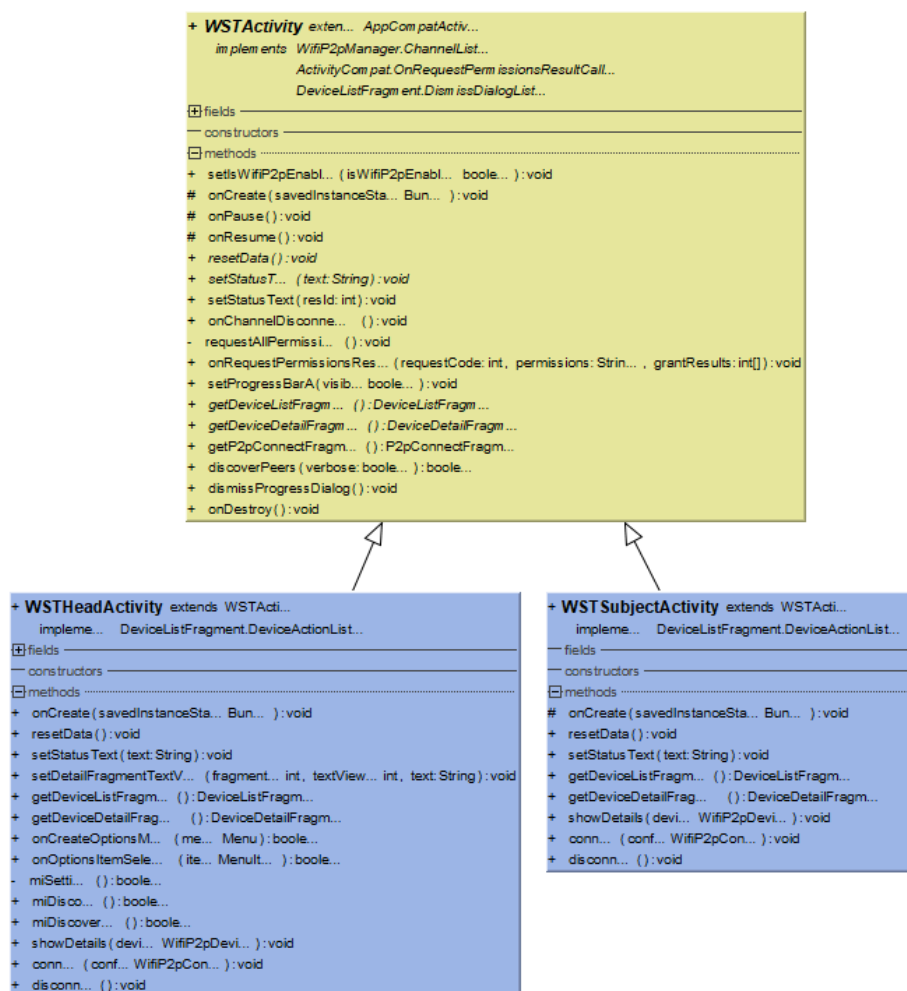 + WSTActivity exten... AppCompatActiv...
implements WifiP2pManager.ChannelList...
ActivityCompat.OnRequestPermissionsResultCall...
DeviceListFragment.DismissDialogList...
fields
constructors
methods
+ setIsWifiP2pEnabl... (isWifiP2pEnabl... boole... ):void
# onCreate(savedInstanceSta... Bun... ):void
# onPause():void
# onResume():void
+ resetData():void
+ setStatusT... (text:String):void
+ setStatusText(resId:int):void
+ onChannelDisconne... ():void
- requestAllPermissi... ():void
+ onRequestPermissionsRes... (requestCode:int, permissions:Strin... , grantResults:int[]):void
+ setProgressBarA(visib... boole... ):void
+ getDeviceListFragm... ():DeviceListFragm...
+ getDeviceDetailFragm... ():DeviceDetailFragm...
+ getP2pConnectFragm... ():P2pConnectFragm...
+ discoverPeers(verbose:boole... ):boole...
+ dismissProgressDialog():void
+ onDestroy():void
+ WSTHeadActivity extends WSTActi...
impleme... DeviceListFragment.DeviceActionList...
fields
constructors
methods
+ onCreate(savedInstanceSta... Bun... ):void
+ resetData():void
+ setStatusText(text:String):void
+ setDetailFragmentTextV... (fragment... int, textView... int, text:String):void
+ getDeviceListFragm... ():DeviceListFragm...
+ getDeviceDetailFrag... ():DeviceDetailFragm...
+ onCreateOptionsM... (me... Menu):boole...
+ onOptionsItemSele... (ite... MenuIt... ):boole...
- miSetti... ():boole...
+ miDisco... ():boole...
+ miDiscover... ():boole...
+ showDetails(devi... WifiP2pDevi... ):void
+ conn... (conf... WifiP2pCon... ):void
+ disconn... ():void
+ WSTSubjectActivity extends WSTActi...
impleme... DeviceListFragment.DeviceActionList...
fields
constructors
methods
# onCreate(savedInstanceSta... Bun... ):void
+ resetData():void
+ setStatusText(text:String):void
+ getDeviceListFragm... ():DeviceListFragm...
+ getDeviceDetailFrag... ():DeviceDetailFragm...
+ showDetails(devi... WifiP2pDevi... ):void
+ conn... (conf... WifiP2pCon... ):void
+ disconn... ():void